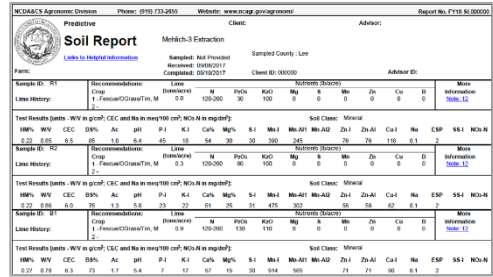 NCDA&CS Agronomic Division Phone: (919) 733-2655 Website: www.ncagr.gov/agronomi/ Report No. FY18-SL000000
Predictive Client: Advisor:
Soil Report Mehlich-3 Extraction
Links to Helpful Information Sampled: Not Provided Sampled County : Lee
Received: 09/08/2017
Farm: Completed: 09/19/2017 Client ID: 000000 Advisor ID:
Sample ID: R1 Recommendations: Lime Nutrients (lb/acre) More
Crop (tons/acre) N P2O5 K2O Mg S Mn Zn Cu B Information
Lime History: 1 - Fescue/OGrass/Tim, M 0.0 120-200 30 100 0 0 0 0 0 0 Note: 12
2 -
Test Results [units - W/V in g/cm3; CEC and Na in meq/100 cm3; NO3-N in mg/dm3]: Soil Class: Mineral
HM% W/V CEC BS% Ac pH P-I K-I Ca% Mg% S-I Mn-I Mn-AI1 Mn-AI2 Zn-I Zn-AI Cu-I Na ESP SS-I NO3-N
0.22 0.85 6.5 85 1.0 6.4 45 18 54 30 30 390 245 76 76 118 0.1 2
Sample ID: R2 Recommendations: Lime Nutrients (lb/acre) More
Crop (tons/acre) N P2O5 K2O Mg S Mn Zn Cu B Information
Lime History: 1 - Fescue/OGrass/Tim, M 0.3 120-200 80 100 0 0 0 0 0 0 Note: 12
2 -
Test Results [units - W/V in g/cm3; CEC and Na in meq/100 cm3; NO3-N in mg/dm3]: Soil Class: Mineral
HM% W/V CEC BS% Ac pH P-I K-I Ca% Mg% S-I Mn-I Mn-AI1 Mn-AI2 Zn-I Zn-AI Cu-I Na ESP SS-I NO3-N
0.22 0.86 6.0 78 1.3 5.8 23 22 51 25 31 475 302 58 58 62 0.1 2
Sample ID: B1 Recommendations: Lime Nutrients (lb/acre) More
Crop (tons/acre) N P2O5 K2O Mg S Mn Zn Cu B Information
Lime History: 1 - Fescue/OGrass/Tim, M 0.9 120-200 130 110 0 0 0 0 0 0 Note: 12
2 -
Test Results [units - W/V in g/cm3; CEC and Na in meq/100 cm3; NO3-N in mg/dm3]: Soil Class: Mineral
HM% W/V CEC BS% Ac pH P-I K-I Ca% Mg% S-I Mn-I Mn-AI1 Mn-AI2 Zn-I Zn-AI Cu-I Na ESP SS-I NO3-N
0.27 0.78 6.3 73 1.7 5.4 7 17 57 15 30 914 565 71 71 90 0.1 2